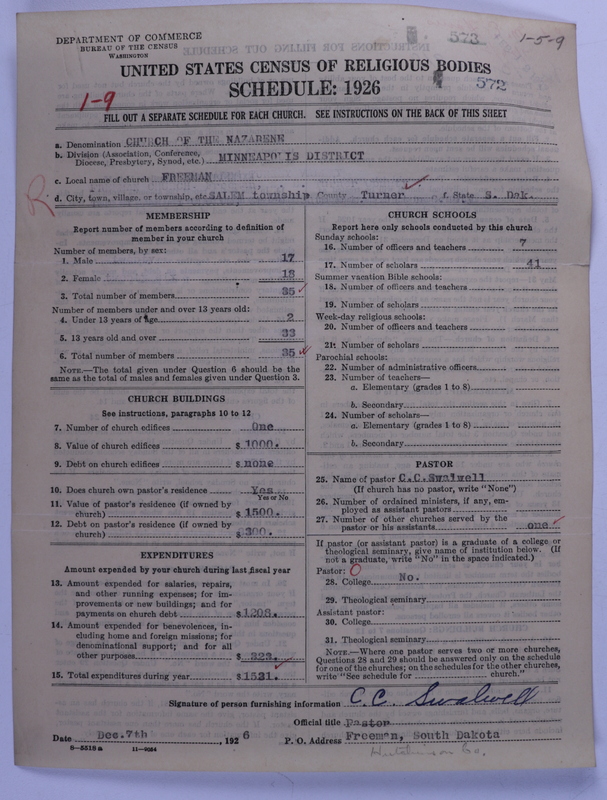 DEPARTMENT OF COMMERCE
BUREAU OF THE CENSUS
WASHINGTON
573
1-5-9
UNITED STATES CENSUS OF RELIGIOUS BODIES
SCHEDULE: 1926
572
1-9
FILL OUT A SEPARATE SCHEDULE FOR EACH CHURCH. SEE INSTRUCTIONS ON THE BACK OF THIS SHEET
a. Denomination CHURCH OF THE NAZARENE
b. Division (Association, Conference, Diocese, Presbytery, Synod, etc.) MINNEAPOLIS DISTRICT
c. Local name of church FREEMAN
R
d. City, town, village, or township, etc. SALEM township County Turner f. State S. Dak.
MEMBERSHIP
Report number of members according to definition of member in your church
Number of members, by sex:
1. Male 17
2. Female 18
3. Total number of members 35
Number of members under and over 13 years old:
4. Under 13 years of age 2
5. 13 years old and over 33
6. Total number of members 35
NOTE.—The total given under Question 6 should be same as the total of males and females given under Question 3.
CHURCH BUILDINGS
See instructions, paragraphs 10 to 12
7. Number of church edifices One
8. Value of church edifices $ 1000.
9. Debt on church edifices $ none
10. Does church own pastor's residence Yes
Yes or No
11. Value of pastor's residence (if owned by church) $ 1500.
12. Debt on pastor's residence (if owned by church) $ 300.
EXPENDITURES
Amount expended by your church during last fiscal year
13. Amount expended for salaries, repairs, and other running expenses; for improvements or new buildings; and for payments on church debt $ 1208.
14. Amount expended for benevolences, including home and foreign missions; for denominational support; and for all other purposes $ 323.
15. Total expenditures during year $ 1531.
CHURCH SCHOOLS
Report here only schools conducted by this church
Sunday schools:
16. Number of officers and teachers 7
17. Number of scholars 41
Summer vacation Bible schools:
18. Number of officers and teachers
19. Number of scholars
Week-day religious schools:
20. Number of officers and teachers
21. Number of scholars
Parochial schools:
22. Number of administrative officers
23. Number of teachers—
a. Elementary (grades 1 to 8)
b. Secondary
24. Number of scholars—
a. Elementary (grades 1 to 8)
b. Secondary
PASTOR
25. Name of pastor C.C.Swalwell
(If church has no pastor, write "None")
26. Number of ordained ministers, if any, employed as assistant pastors
27. Number of other churches served by the pastor or his assistants one
If pastor (or assistant pastor) is a graduate of a college or theological seminary, give name of institution below. (If not a graduate, write "No" in the space indicated.)
Pastor: O
28. College No.
29. Theological seminary
Assistant pastor:
30. College
31. Theological seminary
NOTE.—Where one pastor serves two or more churches, Questions 28 and 29 should be answered only on the schedule for one of the churches; on the schedules for the other churches, write "See schedule for church."
Signature of person furnishing information C. C. Swalwell
Official title Pastor
Date Dec. 7th, 1926
P. O. Address Freeman, South Dakota
8-5518a 11-9084
Hutchinson Co.